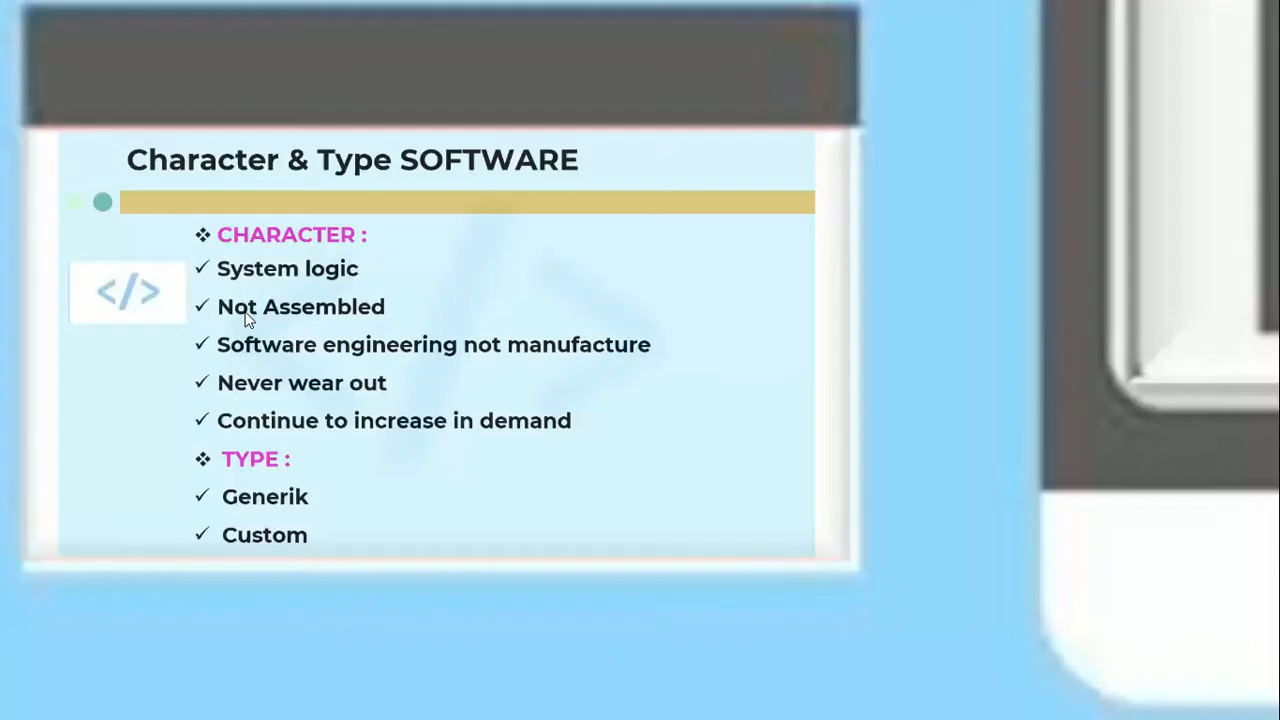 Character & Type SOFTWARE
❖ CHARACTER :
✓ System logic
</>
✓ Not Assembled
✓ Software engineering not manufacture
✓ Never wear out
✓ Continue to increase in demand
❖ TYPE :
✓ Generik
✓ Custom